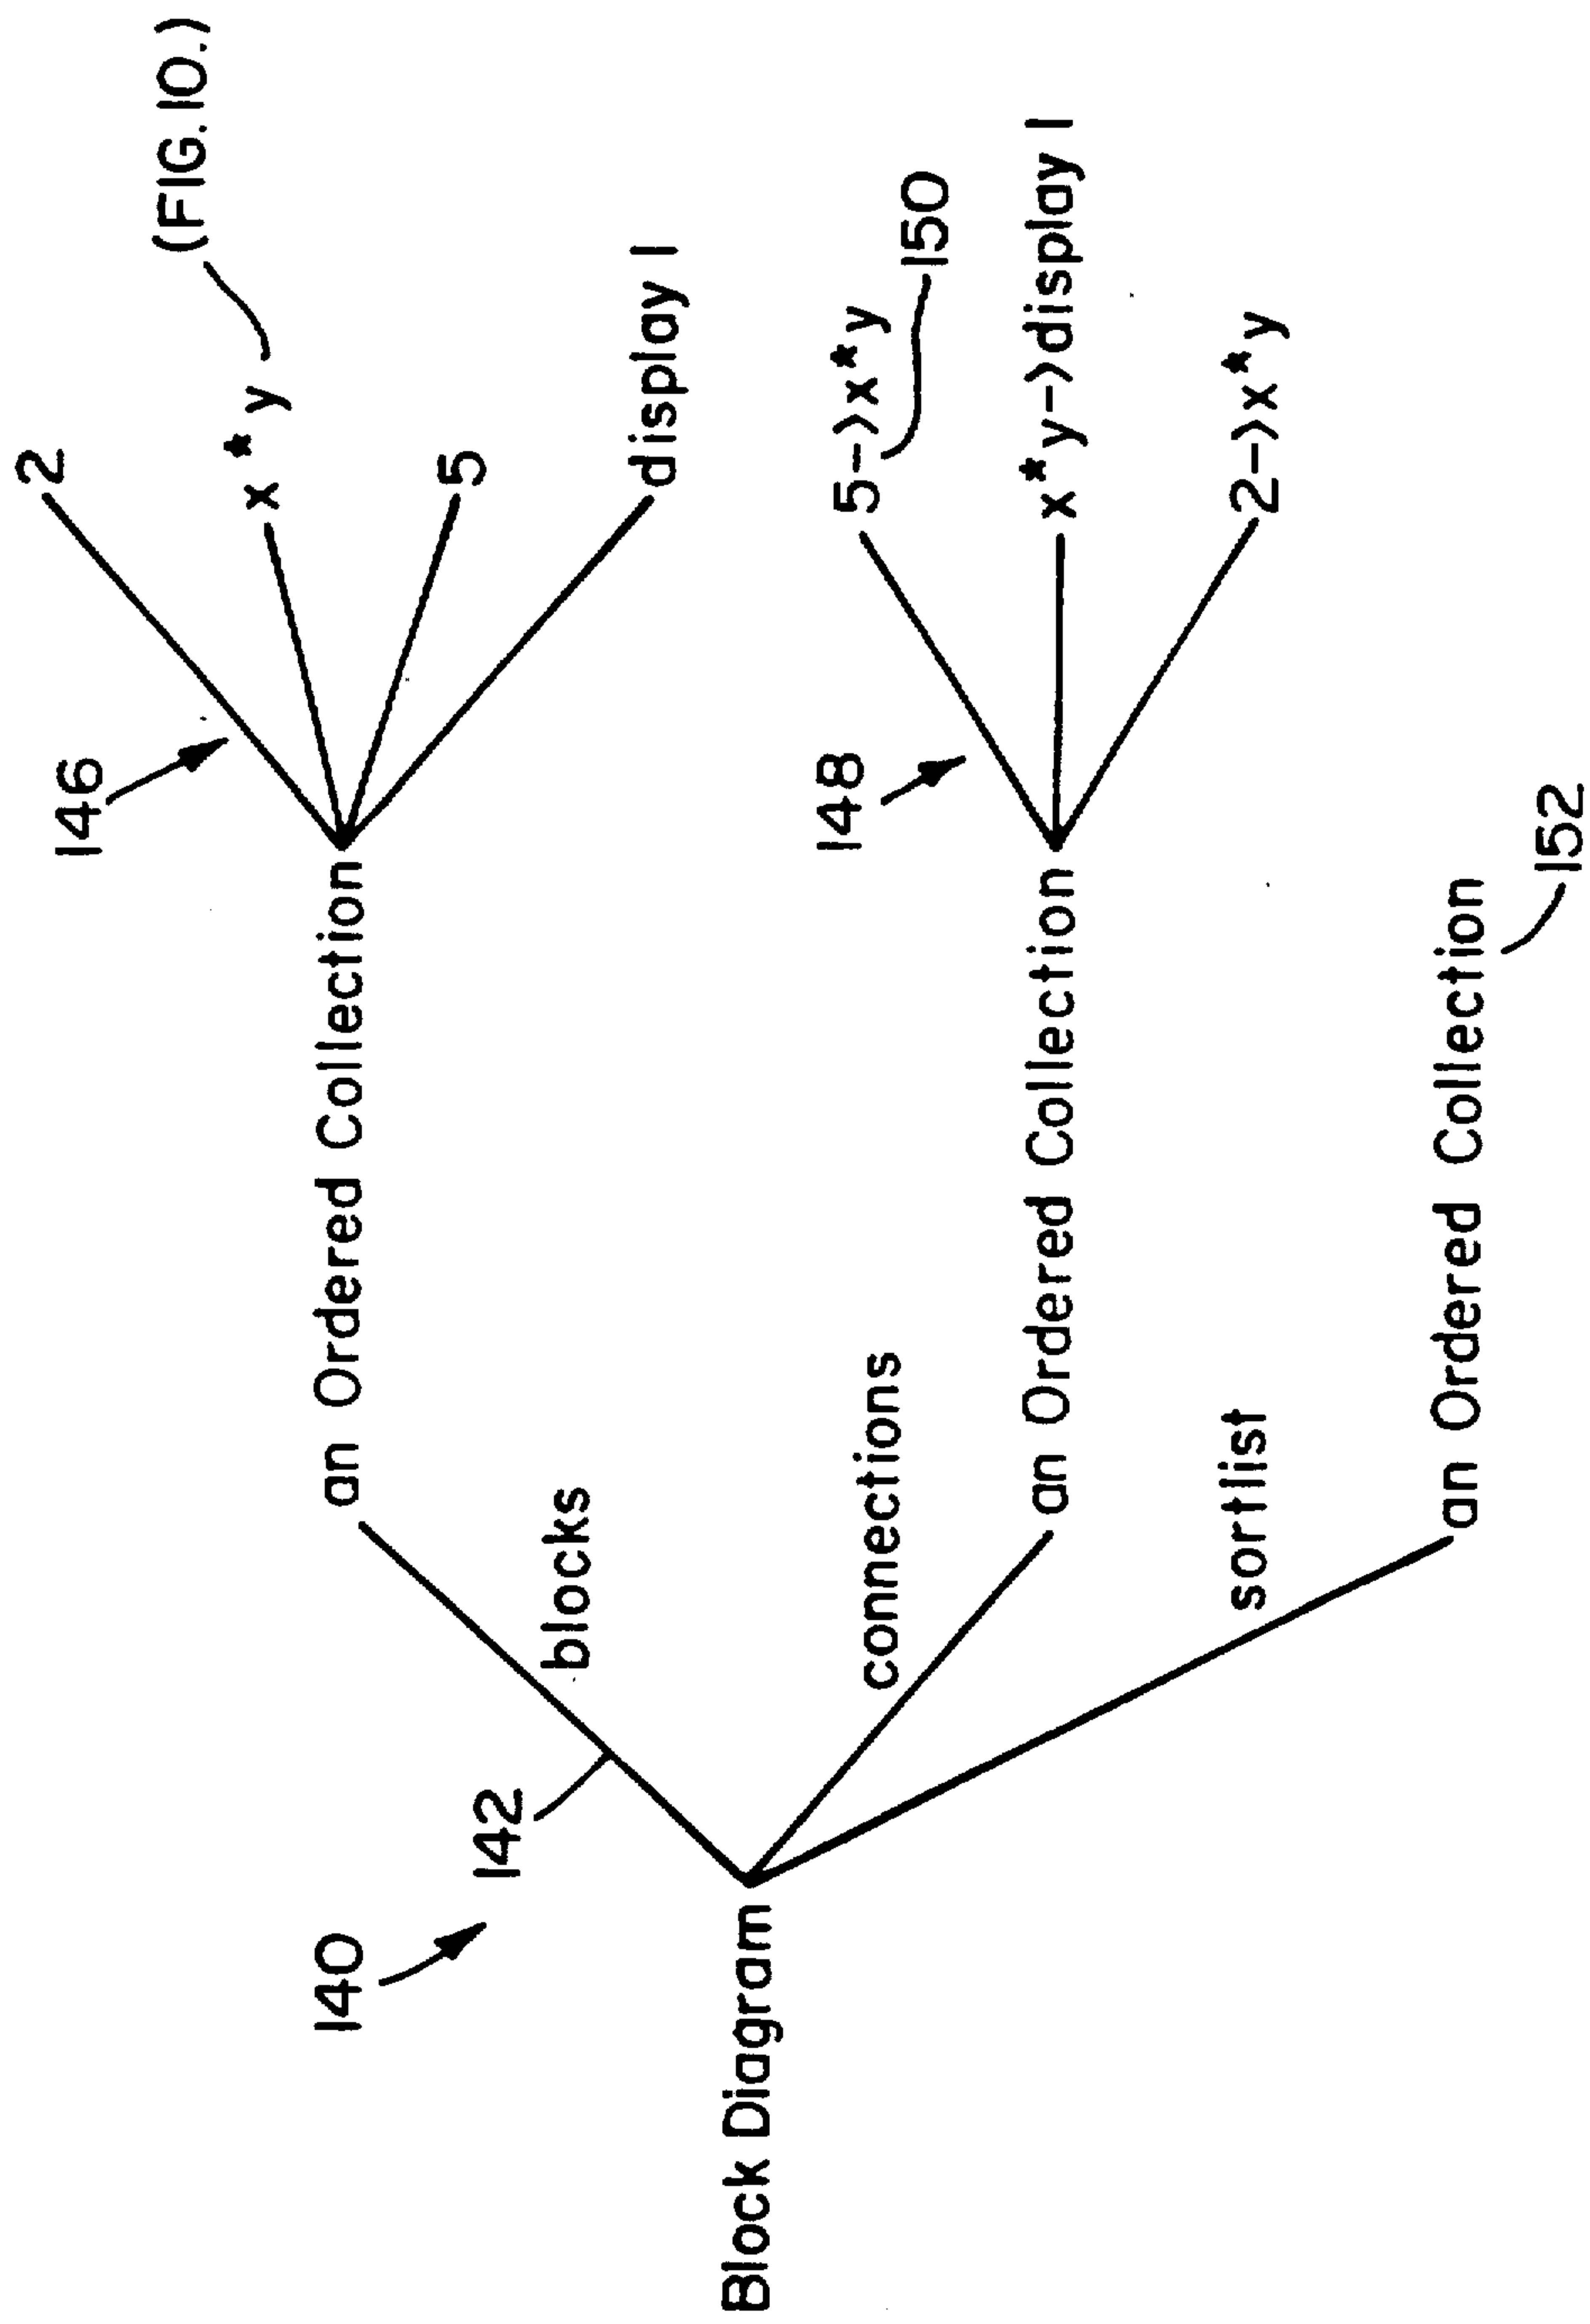 (FIG.10.)
2
146
x * y
an Ordered Collection
5
140
142
blocks
display 1
Block Diagram
148
5->x*y
150
connections
an Ordered Collection
x*y->display 1
sortlist
2->x*y
an Ordered Collection
152